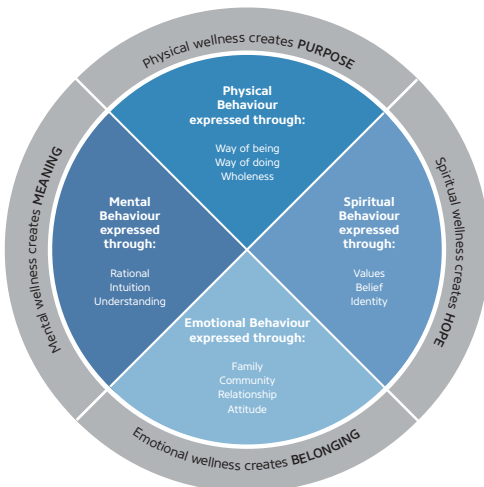 Physical wellness creates PURPOSE
Physical
Behaviour
expressed through:
Way of being
Way of doing
Wholeness
Spiritual wellness creates HOPE
Spiritual
Behaviour
expressed
through:
Values
Belief
Identity
Emotional wellness creates BELONGING
Emotional Behaviour
expressed through:
Family
Community
Relationship
Attitude
Mental wellness creates MEANING
Mental
Behaviour
expressed
through:
Rational
Intuition
Understanding